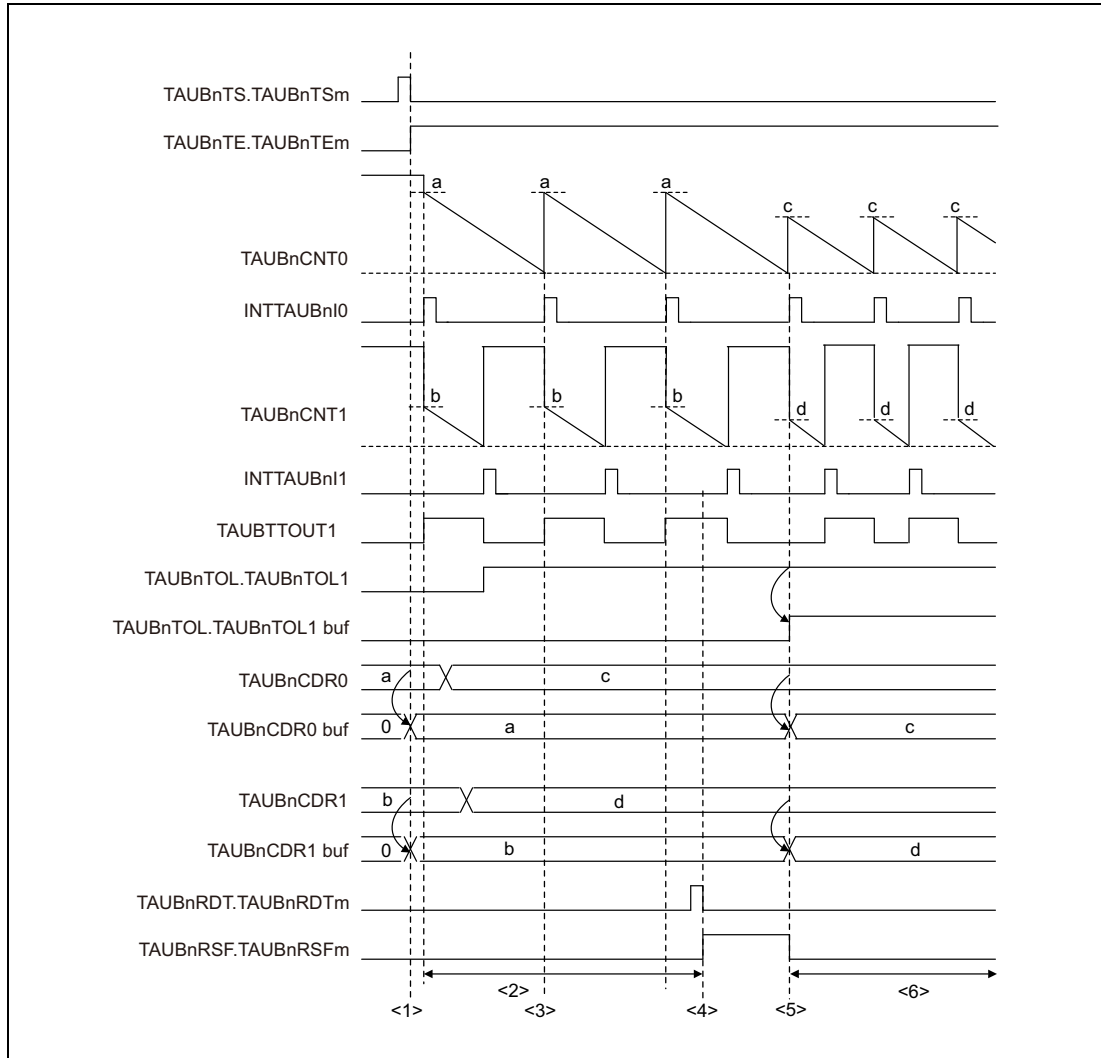 TAUBnTS.TAUBnTSm
TAUBnTE.TAUBnTEm
a a a
c c c
TAUBnCNT0
INTTAUBnI0
b b b
d d d
TAUBnCNT1
INTTAUBnI1
TAUBTTOUT1
TAUBnTOL.TAUBnTOL1
TAUBnTOL.TAUBnTOL1 buf
TAUBnCDR0 a c
TAUBnCDR0 buf 0 a c
TAUBnCDR1 b d
TAUBnCDR1 buf 0 b d
TAUBnRDT.TAUBnRDTm
TAUBnRSF.TAUBnRSFm
<2> <6>
<1> <3> <4> <5>